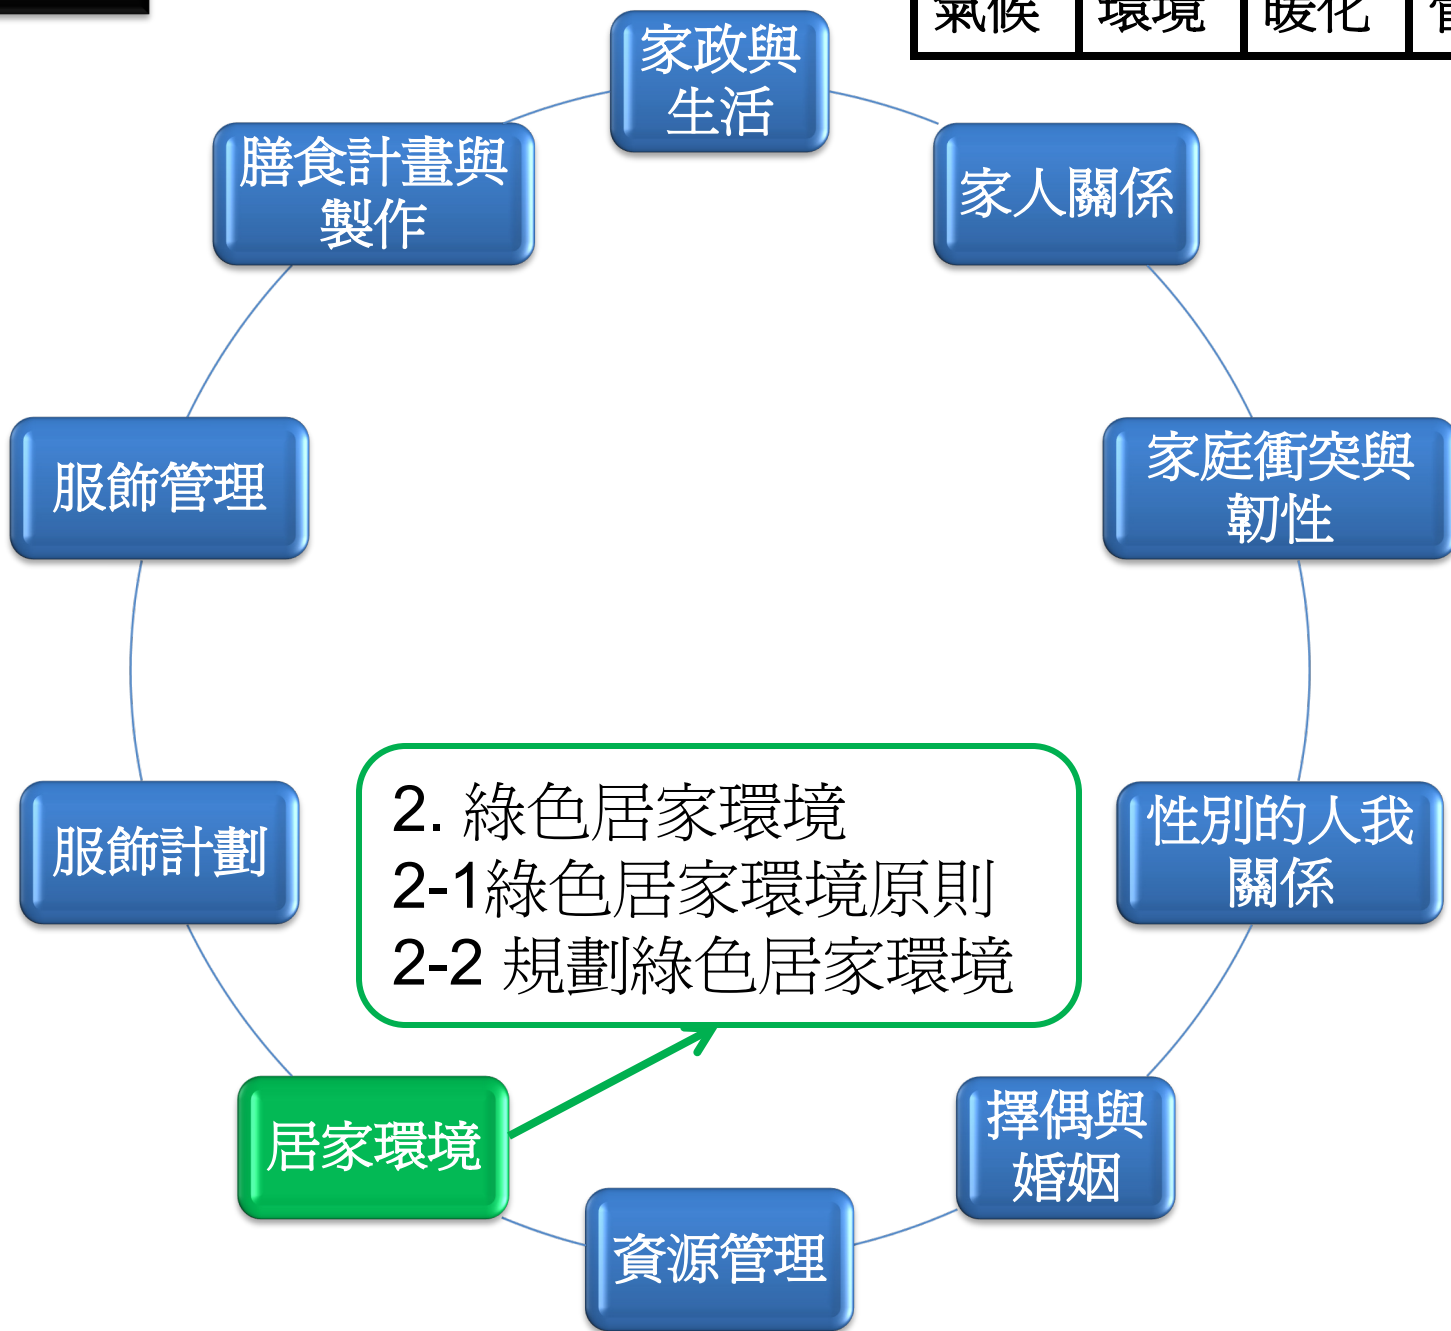 氣候 環境 暖化
家政與
生活
家人關係
家庭衝突與
韌性
性別的人我
關係
擇偶與
婚姻
資源管理
居家環境
服飾計劃
服飾管理
膳食計畫與
製作
2. 綠色居家環境
2-1綠色居家環境原則
2-2 規劃綠色居家環境